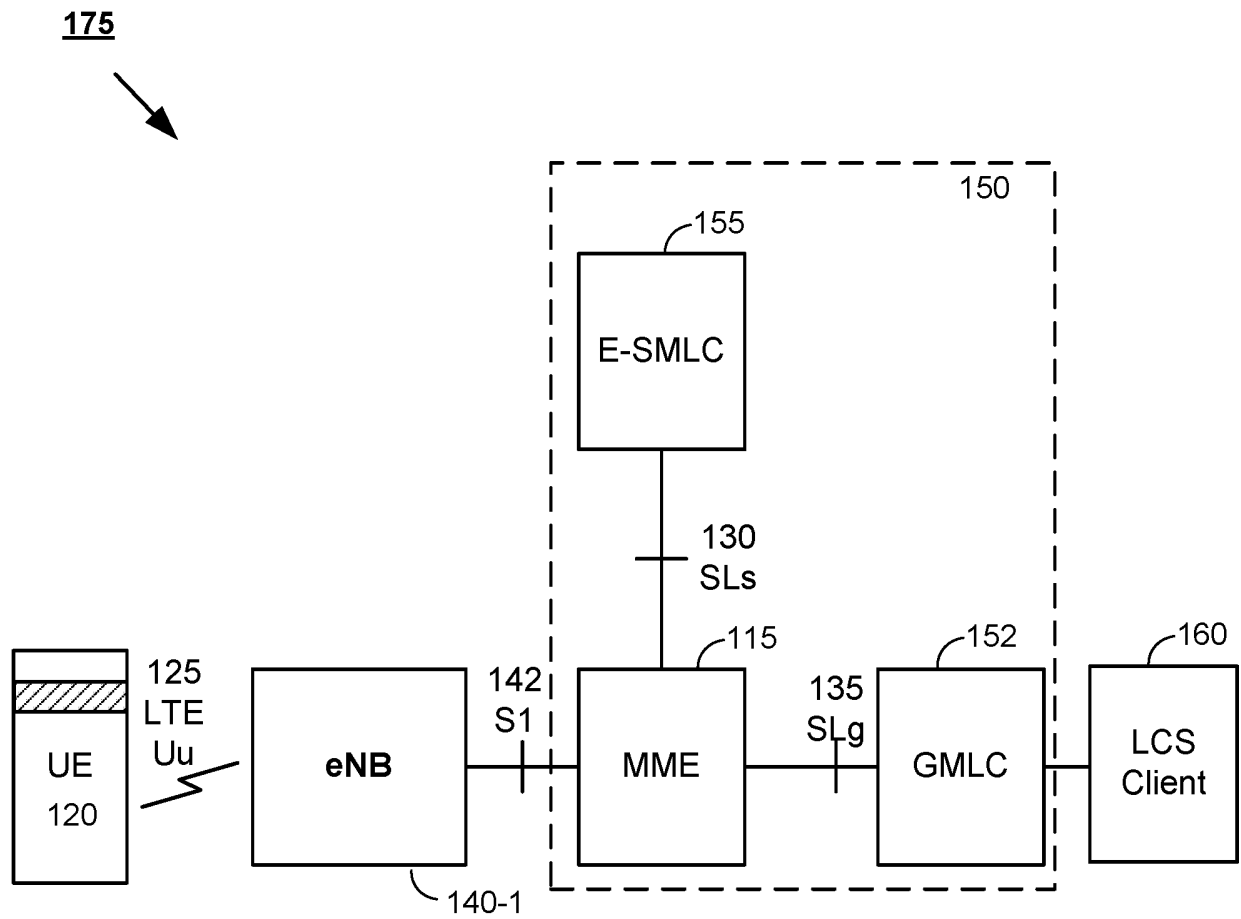 175
150
155
E-SMLC
130
SLs
115
152
160
125
LTE
Uu
142
S1
135
SLg
UE
120
eNB
MME
GMLC
LCS
Client
140-1